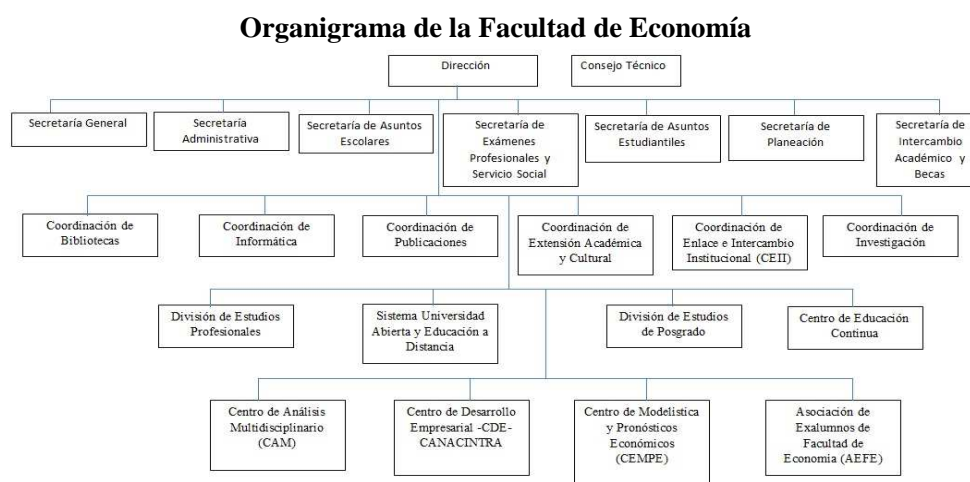 Organigrama de la Facultad de Economía
Dirección
Consejo Técnico
Secretaría General
Secretaría
Administrativa
Secretaría de Asuntos
Escolares
Secretaría de
Exámenes
Profesionales y
Servicio Social
Secretaría de Asuntos
Estudiantiles
Secretaría de
Planeación
Secretaría de
Intercambio
Académico y
Becas
Coordinación de
Bibliotecas
Coordinación de
Informática
Coordinación de
Publicaciones
Coordinación de
Extensión Académica
y Cultural
Coordinación de
Enlace e Intercambio
Institucional (CEII)
Coordinación de
Investigación
División de Estudios
Profesionales
Sistema Universidad
Abierta y Educación a
Distancia
División de Estudios
de Posgrado
Centro de Educación
Continua
Centro de Análisis
Multidisciplinario
(CAM)
Centro de Desarrollo
Empresarial -CDE-
CANACINTRA
Centro de Modelistica
y Pronósticos
Económicos
(CEMPE)
Asociación de
Exalumnos de
Facultad de
Economia (AEFE)